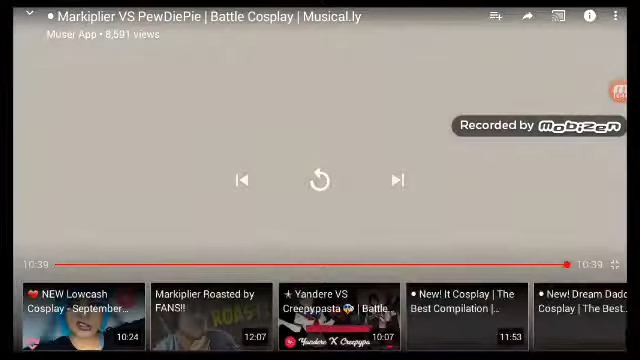 ● Markiplier VS PewDiePie | Battle Cosplay | Musical.ly
Muser App • 8,591 views
Recorded by mobizen
10:39
10:39
❤ NEW Lowcash
Cosplay - September...
10:24
Markiplier Roasted by
FANS!!
ROAST
12:07
★ Yandere VS
Creepypasta 😱 | Battle...
10:07
Yandere X Creepypa
● New! It Cosplay | The
Best Compilation |...
11:53
● New! Dream Dadd
Cosplay | The Best